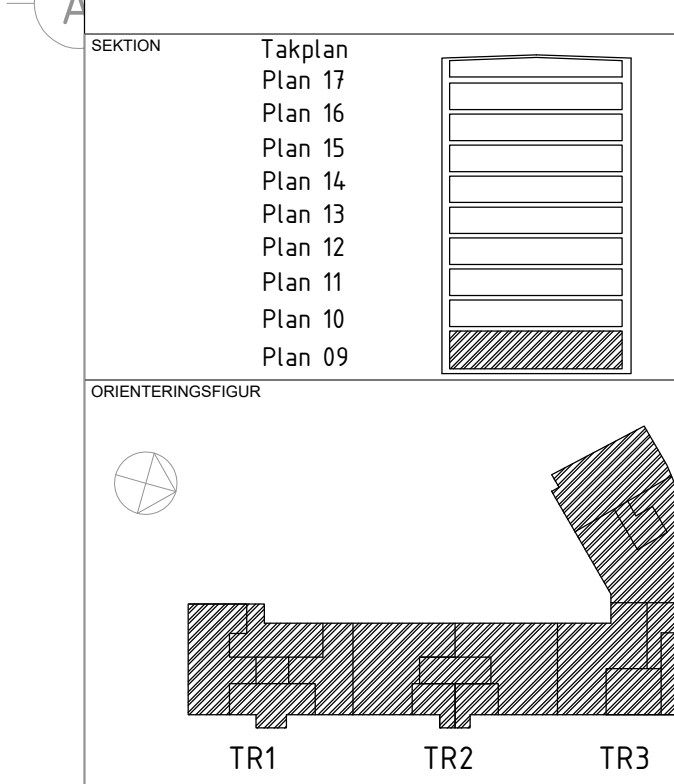 A
SEKTION
Takplan
Plan 17
Plan 16
Plan 15
Plan 14
Plan 13
Plan 12
Plan 11
Plan 10
Plan 09
ORIENTERINGSFIGUR
TR1 TR2 TR3